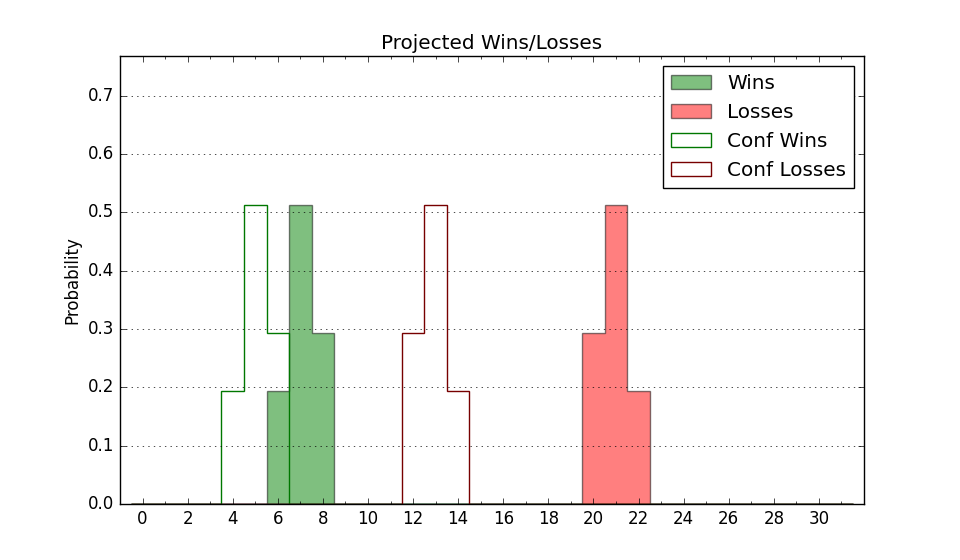 Projected Wins/Losses
Wins
Losses
Conf Wins
Conf Losses
Probability
0.7
0.6
0.5
0.4
0.3
0.2
0.1
0.0
0 2 4 6 8 10 12 14 16 18 20 22 24 26 28 30